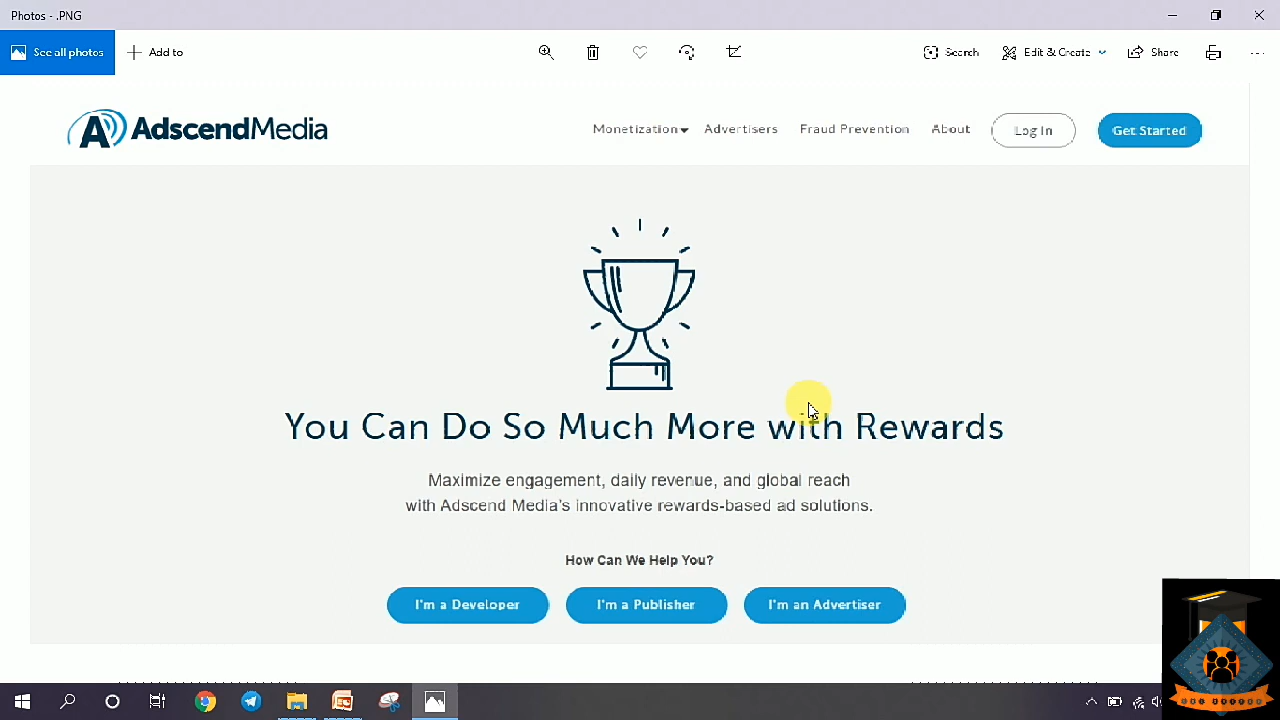 Photos - .PNG
See all photos
Add to
Search
Edit & Create
Share
AdscendMedia
Monetization
Advertisers
Fraud Prevention
About
Log In
Get Started
You Can Do So Much More with Rewards
Maximize engagement, daily revenue, and global reach
with Adscend Media's innovative rewards-based ad solutions.
How Can We Help You?
I'm a Developer
I'm a Publisher
I'm an Advertiser